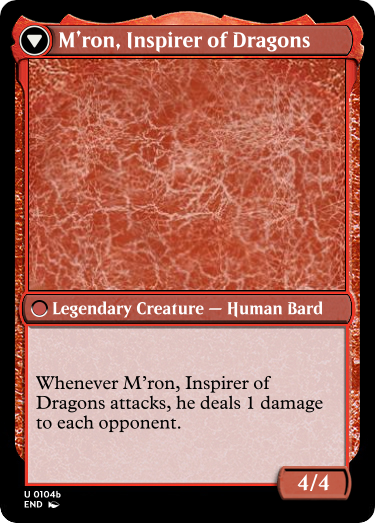 M'ron, Inspirer of Dragons
Legendary Creature — Human Bard
Whenever M'ron, Inspirer of
Dragons attacks, he deals 1 damage
to each opponent.
4/4
U 0104b
END